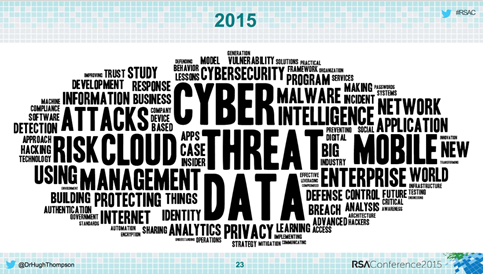 2015
#RSAC
GENERATION
DEFENDING MODEL VULNERABILITY SOLUTIONS PRACTICAL
IMPROVING TRUST STUDY BEHAVIOR LESSONS CYBERSECURITY FRAMEWORK ORGANIZATION
PROGRAM SERVICES
DEVELOPMENT RESPONSE CYBER MALWARE MAKING PASSWORDS
MACHINE INFORMATION BUSINESS INTELLIGENCE INCIDENT SYSTEMS
COMPLIANCE SOFTWARE ATTACKS COMPANY DEVICE BASED NETWORK
DETECTION PREVENTING SOCIAL APPLICATION
APPROACH HACKING TECHNOLOGY RISK CLOUD APPS CASE INSIDER THREAT DIGITAL BIG INDUSTRY MOBILE NEW
INNOVATION
USING MANAGEMENT DATA EFFECTIVE LEVERAGING ENTERPRISE WORLD
ENVIRONMENT
BUILDING PROTECTING THINGS DEFENSE CONTROL FUTURE TESTING
INFRASTRUCTURE
AUTHENTICATION GOVERNMENT STANDARDS INTERNET IDENTITY BREACH ANALYSIS CRITICAL AWARENESS
ADVANCED HACKERS ARCHITECTURE
AUTOMATION ENCRYPTION SHARING ANALYTICS PRIVACY LEARNING ACCESS
IMPLEMENTING
UNDERSTANDING OPERATIONS STRATEGY MITIGATION COMMUNICATING
@DrHughThompson
23
RSAConference2015